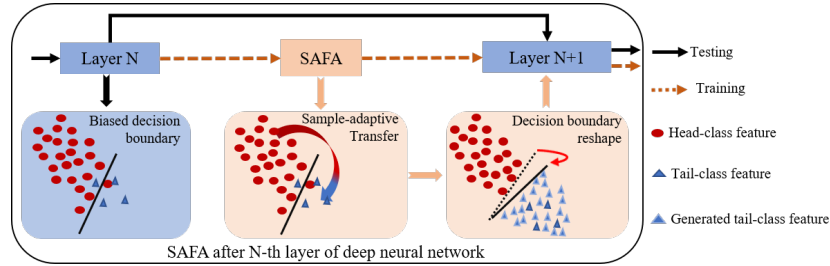 Layer N
SAFA
Layer N+1
Biased decision
boundary
Sample-adaptive
Transfer
Decision boundary
reshape
SAFA after N-th layer of deep neural network
Testing
Training
Head-class feature
Tail-class feature
Generated tail-class feature